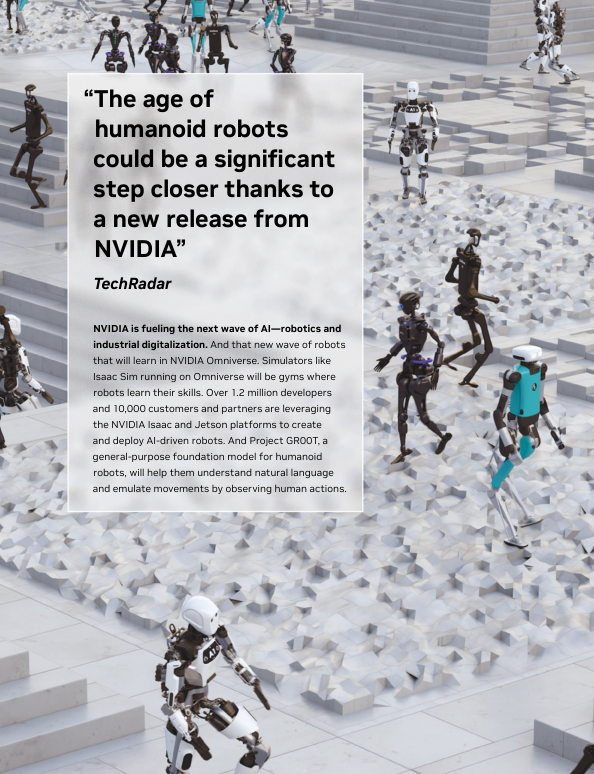 “The age of
humanoid robots
could be a significant
step closer thanks to
a new release from
NVIDIA”
TechRadar
NVIDIA is fueling the next wave of AI—robotics and
industrial digitalization. And that new wave of robots
that will learn in NVIDIA Omniverse. Simulators like
Isaac Sim running on Omniverse will be gyms where
robots learn their skills. Over 1.2 million developers
and 10,000 customers and partners are leveraging
the NVIDIA Isaac and Jetson platforms to create
and deploy AI-driven robots. And Project GR00T, a
general-purpose foundation model for humanoid
robots, will help them understand natural language
and emulate movements by observing human actions.